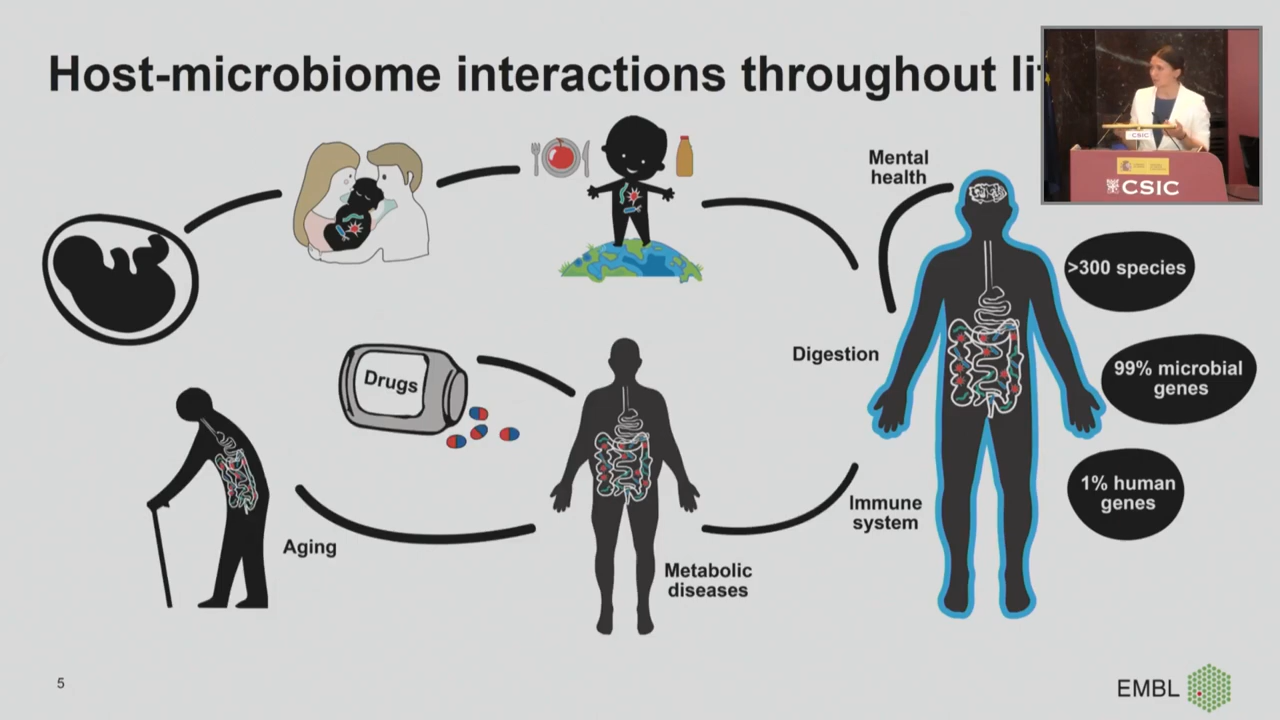 Host-microbiome interactions throughout
Mental
health
>300 species
Digestion
99% microbial
genes
Drugs
1% human
genes
Immune
system
Aging
Metabolic
diseases
5
EMBL
CSIC
CSIC